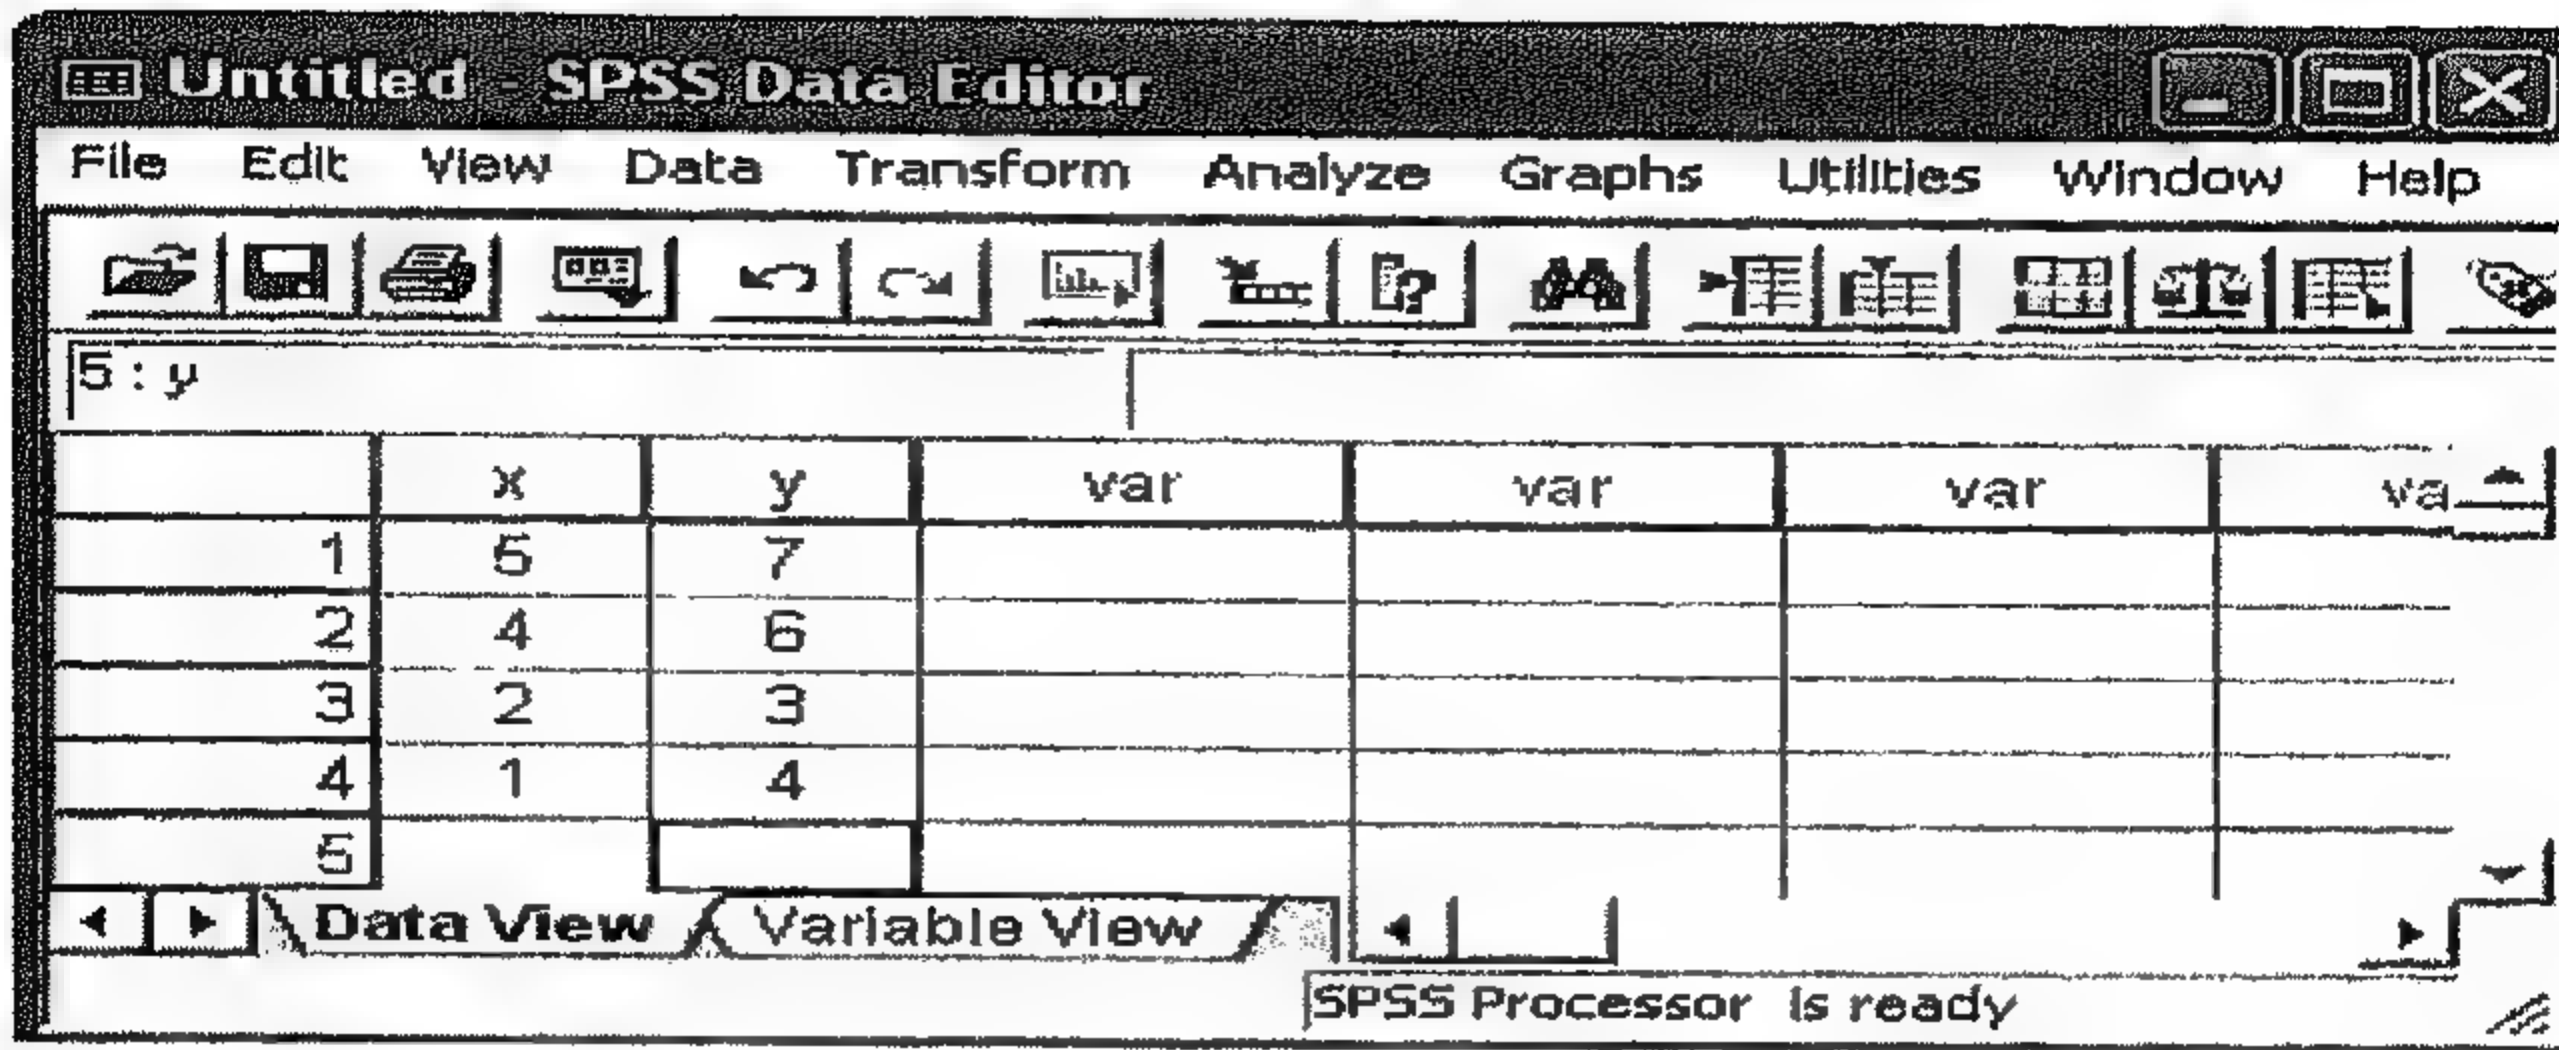 Untitled - SPSS Data Editor
File Edit View Data Transform Analyze Graphs Utilities Window Help
5 : y
x y var var var va
1 5 7
2 4 6
3 2 3
4 1 4
5
Data View Variable View
SPSS Processor is ready